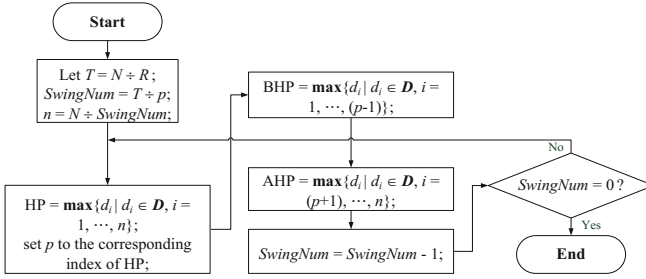 Start
Let T = N ÷ R;
SwingNum = T ÷ p;
n = N ÷ SwingNum;
HP = max{dᵢ | dᵢ ∈ D, i =
1, ⋯, n};
set p to the corresponding
index of HP;
BHP = max{dᵢ | dᵢ ∈ D, i =
1, ⋯, (p-1)};
AHP = max{dᵢ | dᵢ ∈ D, i =
(p+1), ⋯, n};
SwingNum = SwingNum - 1;
No
SwingNum = 0 ?
Yes
End